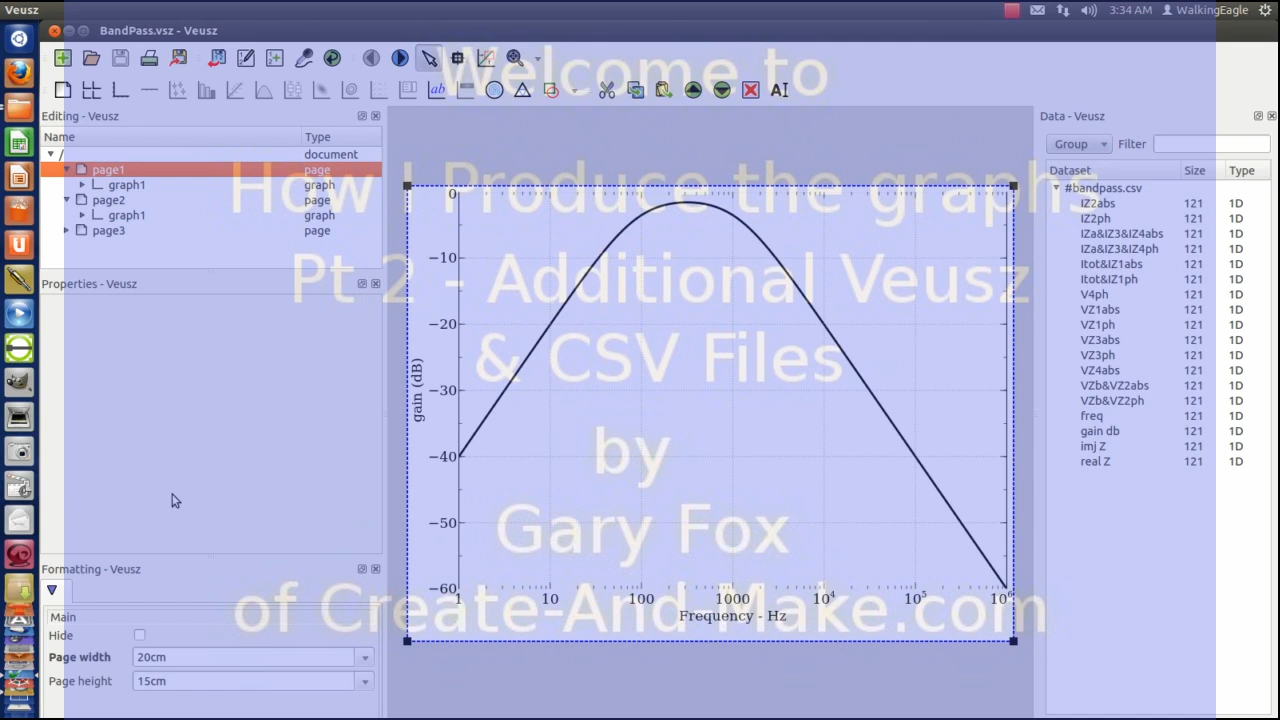 Veusz
3:34 AM WalkingEagle
BandPass.vsz - Veusz
Welcome to
How I Produce the graphs
Pt 2 - Additional Veusz
& CSV Files
by
Gary Fox
of Create-And-Make.com
ab
AI
Editing - Veusz
Name Type
/ document
page1 page
graph1 graph
page2 page
graph1 graph
page3 page
Properties - Veusz
Formatting - Veusz
Main
Hide
Page width 20cm
Page height 15cm
gain (dB)
0
−10
−20
−30
−40
−50
−60
1 10 100 1000 10⁴ 10⁵ 10⁶
Frequency - Hz
Data - Veusz
Group Filter
Dataset Size Type
#bandpass.csv
IZ2abs 121 1D
IZ2ph 121 1D
IZa&IZ3&IZ4abs 121 1D
IZa&IZ3&IZ4ph 121 1D
Itot&IZ1abs 121 1D
Itot&IZ1ph 121 1D
V4ph 121 1D
VZ1abs 121 1D
VZ1ph 121 1D
VZ3abs 121 1D
VZ3ph 121 1D
VZ4abs 121 1D
VZb&VZ2abs 121 1D
VZb&VZ2ph 121 1D
freq 121 1D
gain db 121 1D
imj Z 121 1D
real Z 121 1D